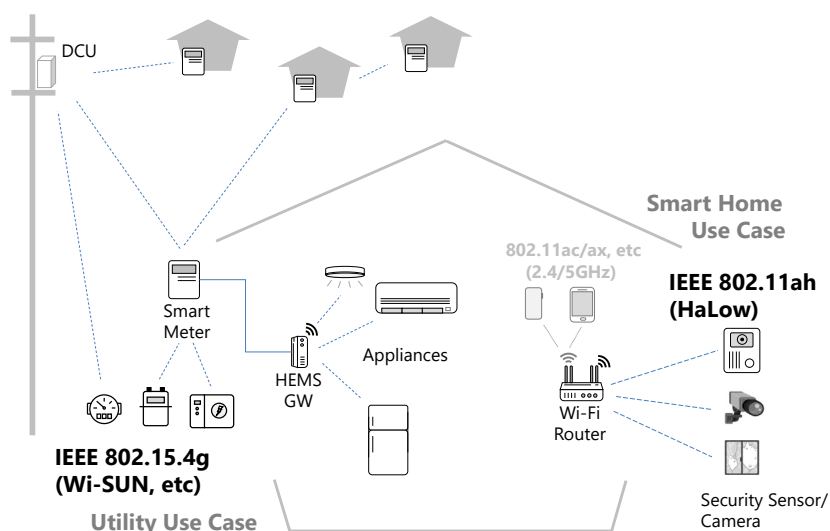 DCU
Smart Home
Use Case
802.11ac/ax, etc
(2.4/5GHz)
IEEE 802.11ah
(HaLow)
Smart
Meter
Appliances
HEMS
GW
Wi-Fi
Router
IEEE 802.15.4g
(Wi-SUN, etc)
Security Sensor/
Camera
Utility Use Case